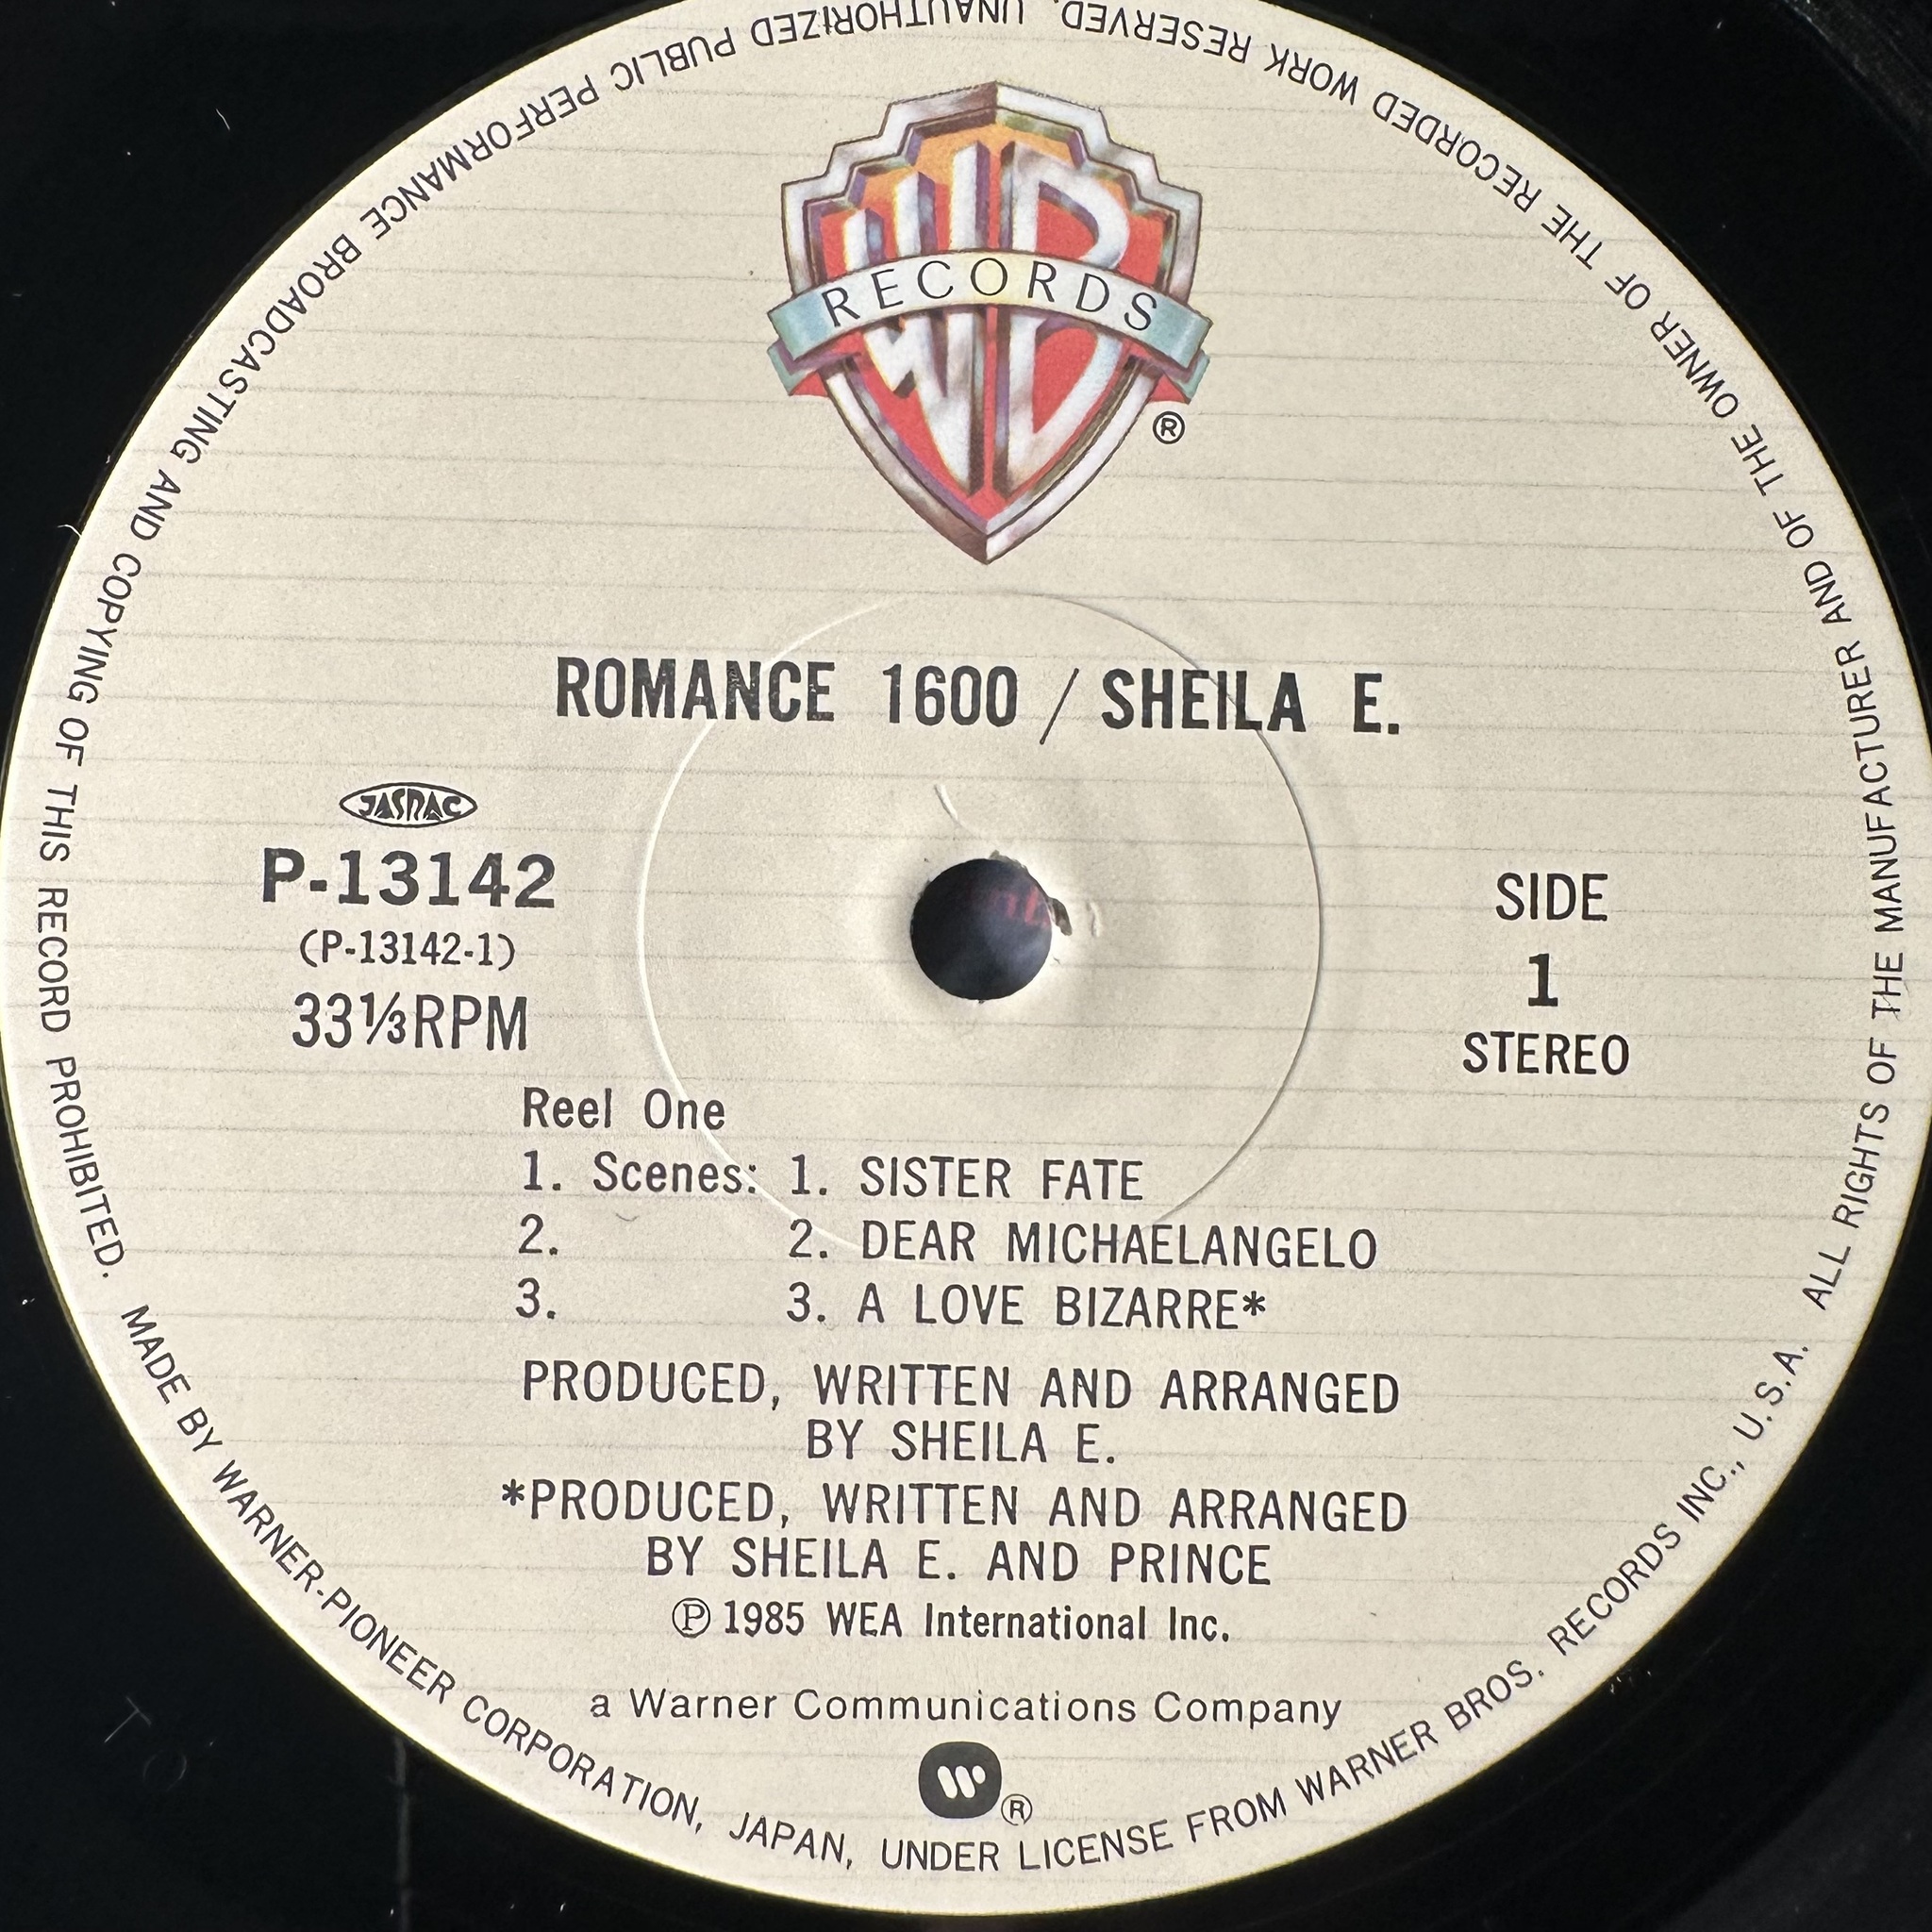 WB
RECORDS
®
ROMANCE 1600 / SHEILA E.
JASRAC
P-13142
(P-13142-1)
33⅓RPM
SIDE
1
STEREO
Reel One
1. Scenes: 1. SISTER FATE
2. 2. DEAR MICHAELANGELO
3. 3. A LOVE BIZARRE*
PRODUCED, WRITTEN AND ARRANGED
BY SHEILA E.
*PRODUCED, WRITTEN AND ARRANGED
BY SHEILA E. AND PRINCE
℗ 1985 WEA International Inc.
a Warner Communications Company
®
MADE BY WARNER-PIONEER CORPORATION, JAPAN, UNDER LICENSE FROM WARNER BROS. RECORDS INC., U.S.A. ALL RIGHTS OF THE MANUFACTURER AND OF THE OWNER OF THE RECORDED WORK RESERVED. UNAUTHORIZED PUBLIC PERFORMANCE BROADCASTING AND COPYING OF THIS RECORD PROHIBITED.